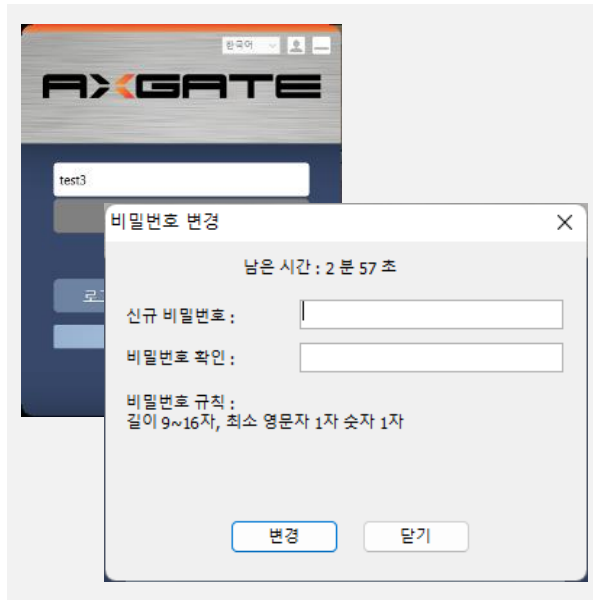 한국어
AXGATE
test3
로
비밀번호 변경
남은 시간 : 2 분 57 초
신규 비밀번호 :
비밀번호 확인 :
비밀번호 규칙 :
길이 9~16자, 최소 영문자 1자 숫자 1자
변경
닫기